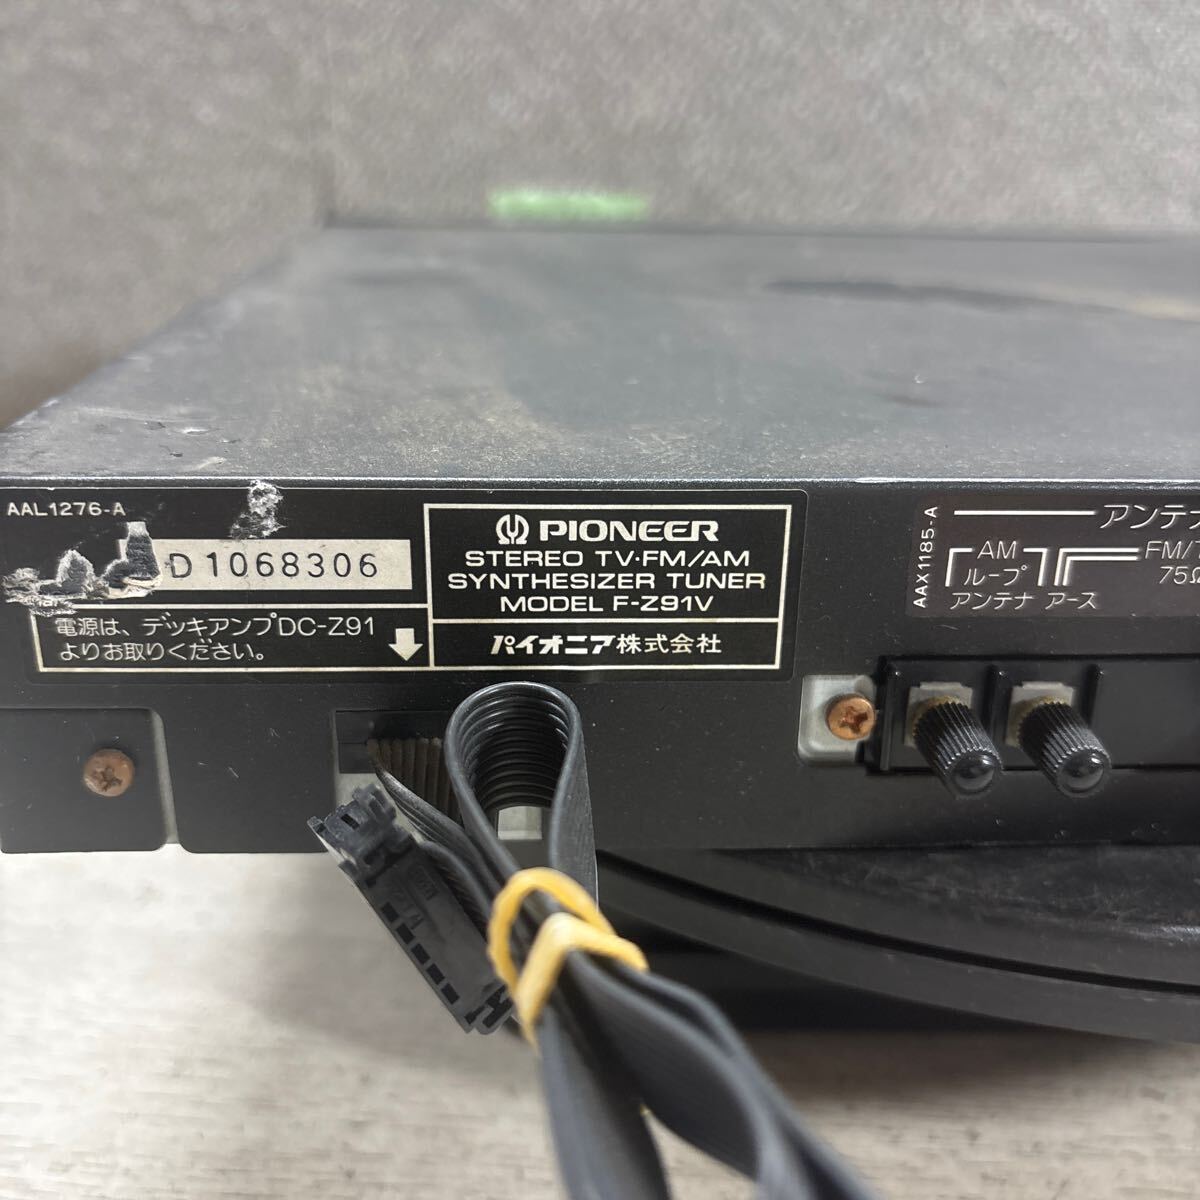 AAL1276-A
D1068306
電源は、デッキアンプDC-Z91
よりお取りください。
PIONEER
STEREO TV·FM/AM
SYNTHESIZER TUNER
MODEL F-Z91V
パイオニア株式会社
AAX1185-A
アンテナ
AM
ループ
アンテナ
アース
FM/T
75Ω